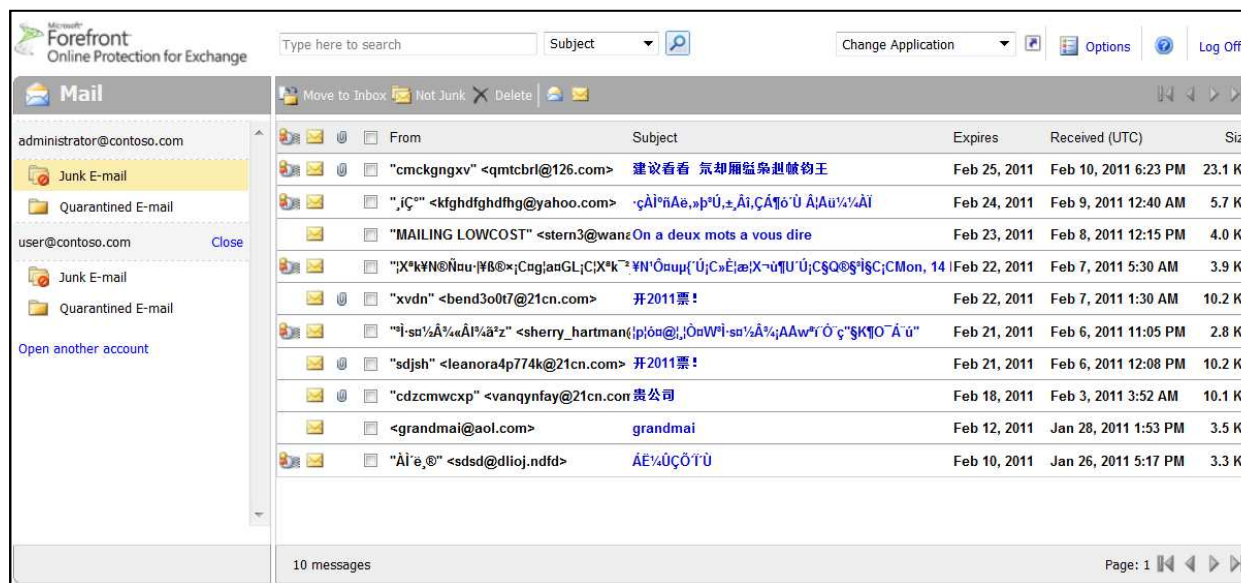 Microsoft®
Forefront
Online Protection for Exchange
Type here to search
Subject
Change Application
Options
Log Off
Mail
Move to Inbox Not Junk Delete
administrator@contoso.com
Junk E-mail
Quarantined E-mail
user@contoso.com Close
Junk E-mail
Quarantined E-mail
Open another account
From Subject Expires Received (UTC)
"cmckgngxv" <qmtcbrl@126.com> 建议看看 Feb 25, 2011 Feb 10, 2011 6:23 PM 23.1 K
<kfghdfghdfhg@yahoo.com> Feb 24, 2011 Feb 9, 2011 12:40 AM 5.7 K
"MAILING LOWCOST" <stern3@wana On a deux mots a vous dire Feb 23, 2011 Feb 8, 2011 12:15 PM 4.0 K
Mon, 14 Feb 22, 2011 Feb 7, 2011 5:30 AM 3.9 K
"xvdn" <bend3o0t7@21cn.com> 开2011票! Feb 22, 2011 Feb 7, 2011 1:30 AM 10.2 K
<sherry_hartman Feb 21, 2011 Feb 6, 2011 11:05 PM 2.8 K
"sdjsh" <leanora4p774k@21cn.com> 开2011票! Feb 21, 2011 Feb 6, 2011 12:08 PM 10.2 K
"cdzcmwcxp" <vanqynfay@21cn.com 贵公司 Feb 18, 2011 Feb 3, 2011 3:52 AM 10.1 K
<grandmai@aol.com> grandmai Feb 12, 2011 Jan 28, 2011 1:53 PM 3.5 K
<sdsd@dlioj.ndfd> Feb 10, 2011 Jan 26, 2011 5:17 PM 3.3 K
10 messages
Page: 1